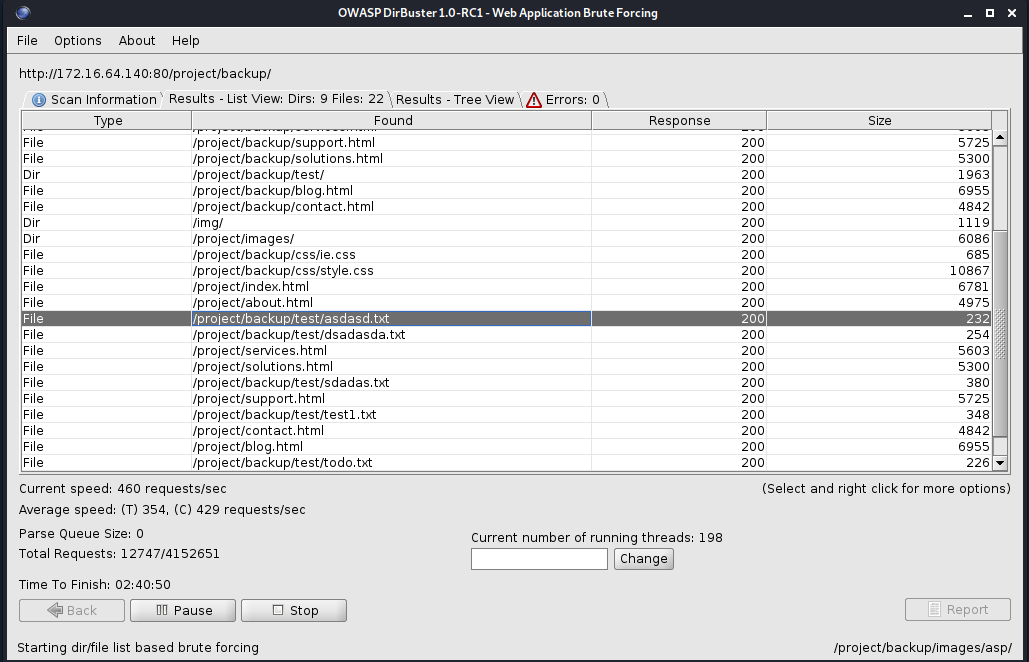 OWASP DirBuster 1.0-RC1 - Web Application Brute Forcing
File Options About Help
http://172.16.64.140:80/project/backup/
Scan Information Results - List View: Dirs: 9 Files: 22 Results - Tree View Errors: 0
Type Found Response Size
File /project/backup/support.html 200 5725
File /project/backup/solutions.html 200 5300
Dir /project/backup/test/ 200 1963
File /project/backup/blog.html 200 6955
File /project/backup/contact.html 200 4842
Dir /img/ 200 1119
Dir /project/images/ 200 6086
File /project/backup/css/ie.css 200 685
File /project/backup/css/style.css 200 10867
File /project/index.html 200 6781
File /project/about.html 200 4975
File /project/backup/test/asdasd.txt 200 232
File /project/backup/test/dsadasda.txt 200 254
File /project/services.html 200 5603
File /project/solutions.html 200 5300
File /project/backup/test/sdadas.txt 200 380
File /project/support.html 200 5725
File /project/backup/test/test1.txt 200 348
File /project/contact.html 200 4842
File /project/blog.html 200 6955
File /project/backup/test/todo.txt 200 226
Current speed: 460 requests/sec (Select and right click for more options)
Average speed: (T) 354, (C) 429 requests/sec
Parse Queue Size: 0
Current number of running threads: 198
Total Requests: 12747/4152651
Change
Time To Finish: 02:40:50
Back Pause Stop Report
Starting dir/file list based brute forcing /project/backup/images/asp/